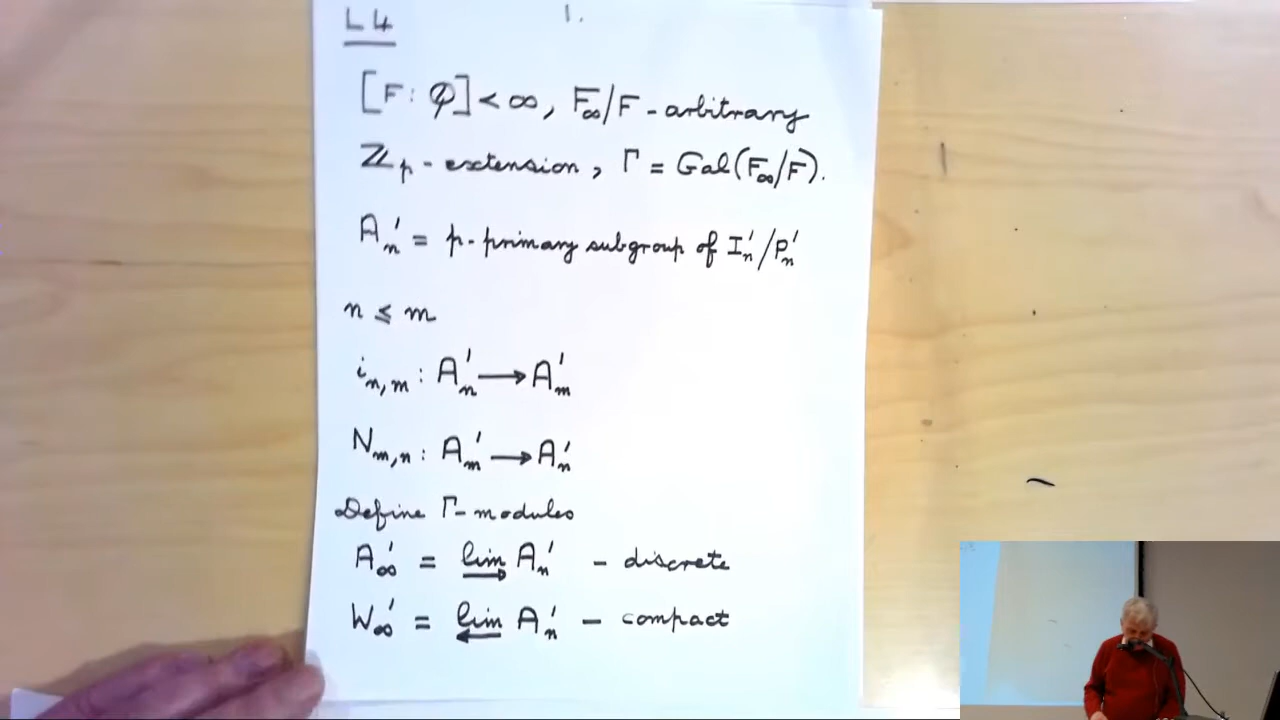 L4
1.
[F : ℚ] < ∞, F∞/F - arbitrary
ℤp - extension, Γ = Gal(F∞/F).
A'n = p-primary subgroup of I'n/P'n
n ≤ m
in,m : A'n → A'm
Nm,n : A'm → A'n
Define Γ-modules
A'∞ = lim→ A'n - discrete
W'∞ = lim← A'n - compact